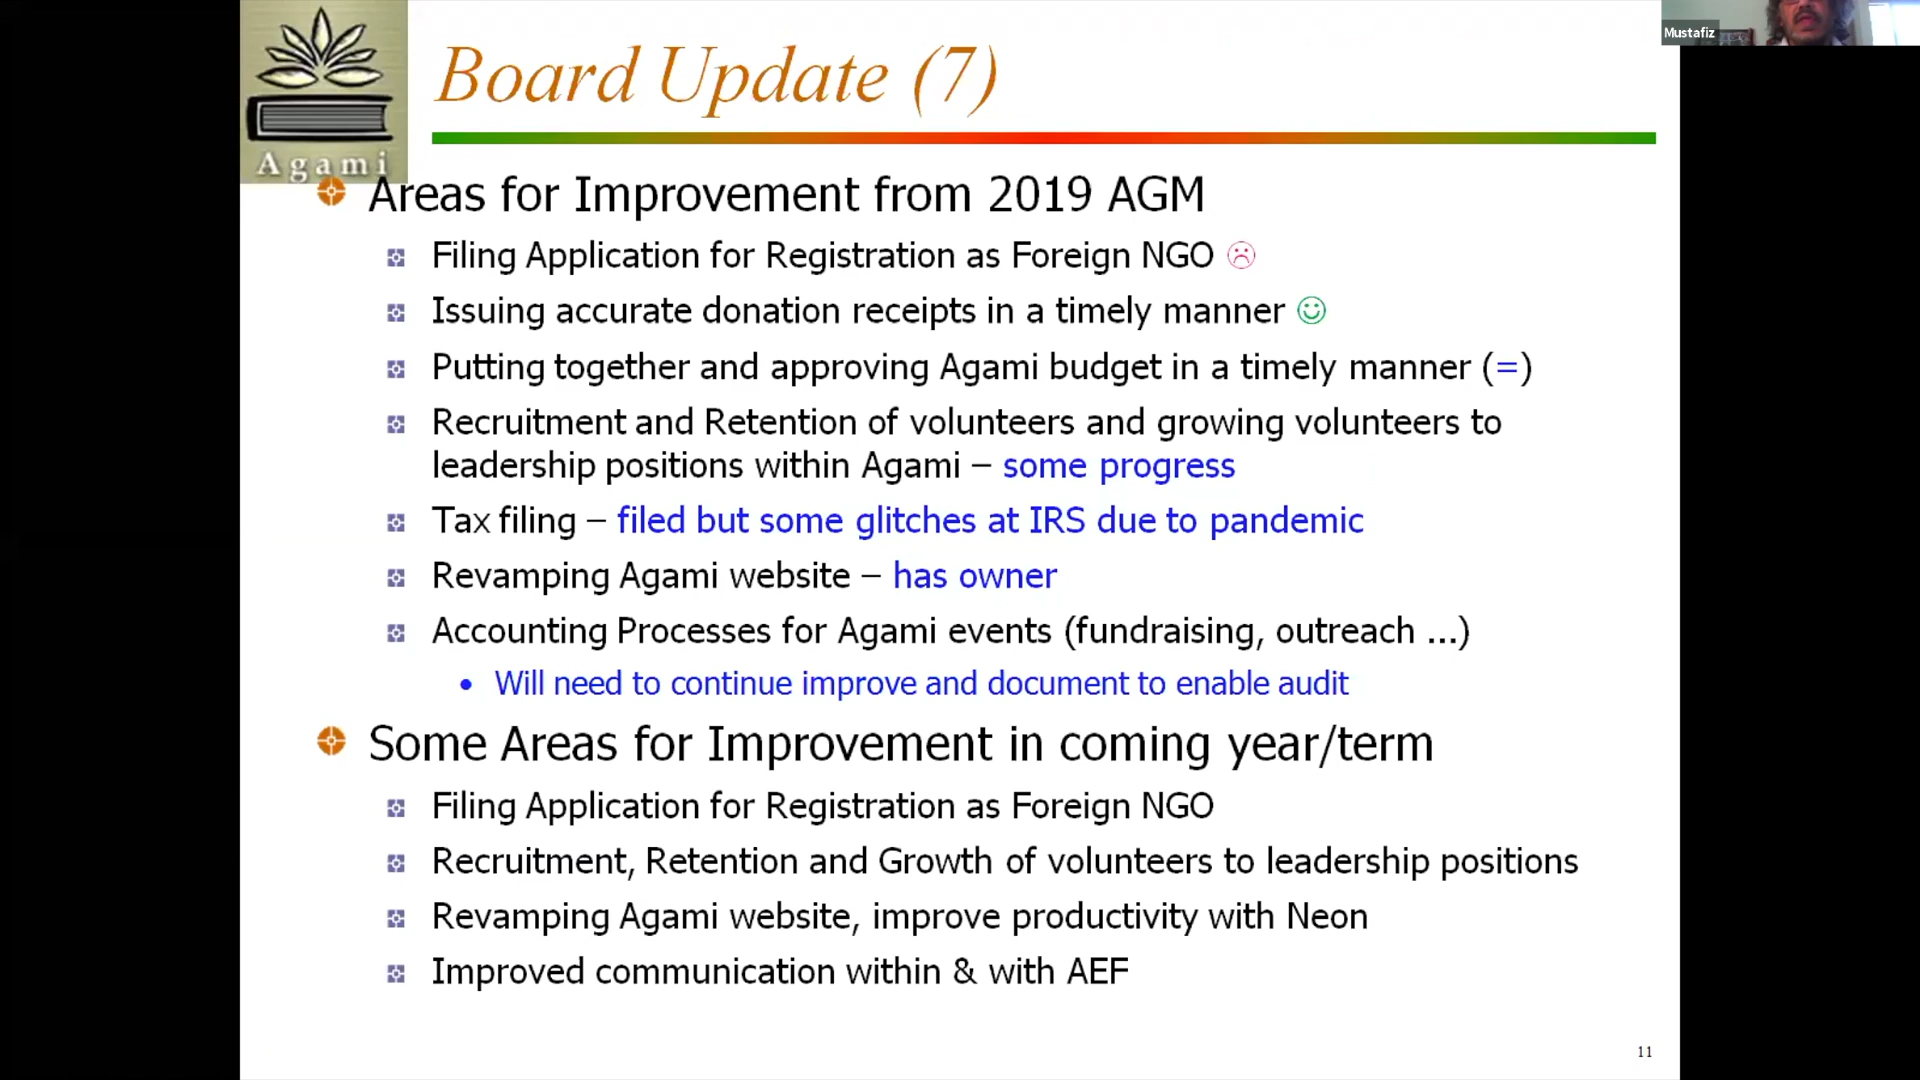 Agami
Board Update (7)
Mustafiz
Areas for Improvement from 2019 AGM
Filing Application for Registration as Foreign NGO ☹
Issuing accurate donation receipts in a timely manner ☺
Putting together and approving Agami budget in a timely manner (=)
Recruitment and Retention of volunteers and growing volunteers to
leadership positions within Agami – some progress
Tax filing – filed but some glitches at IRS due to pandemic
Revamping Agami website – has owner
Accounting Processes for Agami events (fundraising, outreach ...)
• Will need to continue improve and document to enable audit
Some Areas for Improvement in coming year/term
Filing Application for Registration as Foreign NGO
Recruitment, Retention and Growth of volunteers to leadership positions
Revamping Agami website, improve productivity with Neon
Improved communication within & with AEF
11